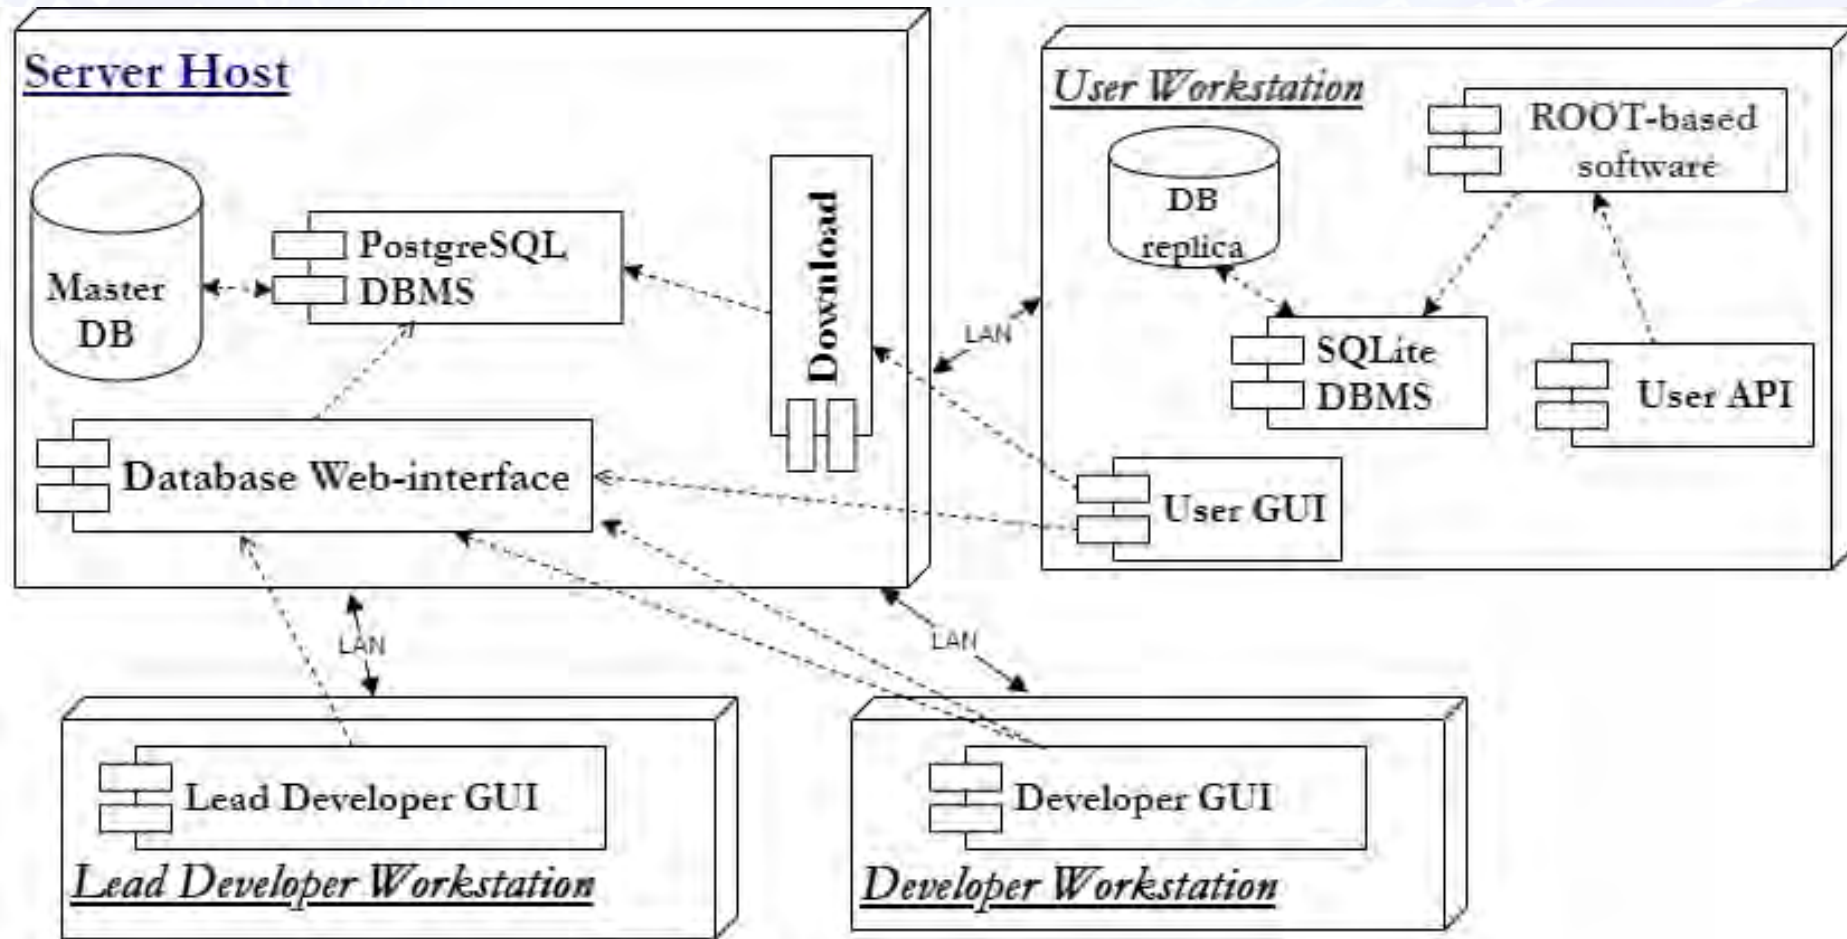 Server Host
Master
DB
PostgreSQL
DBMS
Download
Database Web-interface
LAN
User Workstation
DB
replica
ROOT-based
software
SQLite
DBMS
User API
User GUI
LAN
LAN
Lead Developer GUI
Lead Developer Workstation
Developer GUI
Developer Workstation